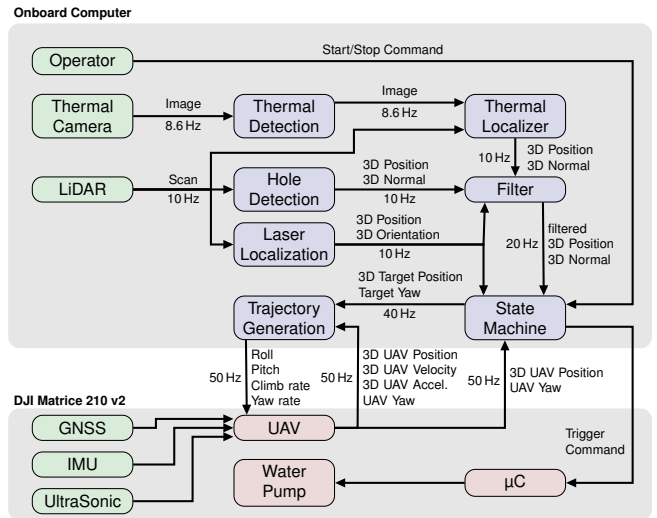 Onboard Computer
Operator
Start/Stop Command
Thermal
Camera
Image
8.6 Hz
Thermal
Detection
Image
8.6 Hz
Thermal
Localizer
10 Hz
3D Position
3D Normal
LiDAR
Scan
10 Hz
Hole
Detection
3D Position
3D Normal
10 Hz
Filter
Laser
Localization
3D Position
3D Orientation
10 Hz
20 Hz
filtered
3D Position
3D Normal
Trajectory
Generation
3D Target Position
Target Yaw
40 Hz
State
Machine
50 Hz
Roll
Pitch
Climb rate
Yaw rate
50 Hz
3D UAV Position
3D UAV Velocity
3D UAV Accel.
UAV Yaw
50 Hz
3D UAV Position
UAV Yaw
DJI Matrice 210 v2
GNSS
IMU
UltraSonic
UAV
Water
Pump
µC
Trigger
Command